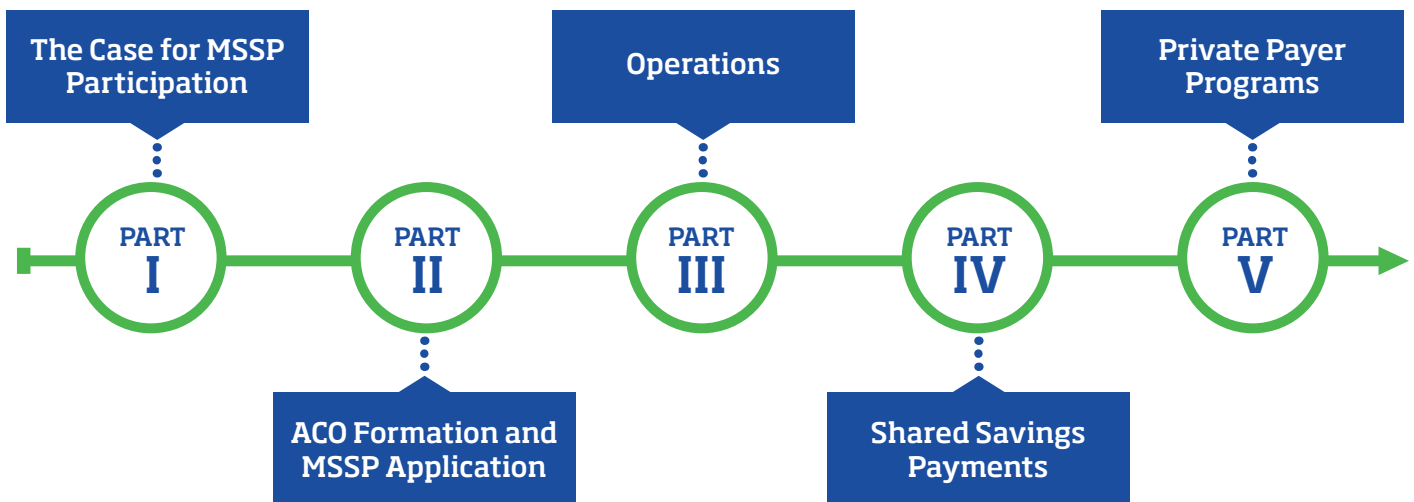 The Case for MSSP
Participation
Operations
Private Payer
Programs
PART
I
PART
II
PART
III
PART
IV
PART
V
ACO Formation and
MSSP Application
Shared Savings
Payments